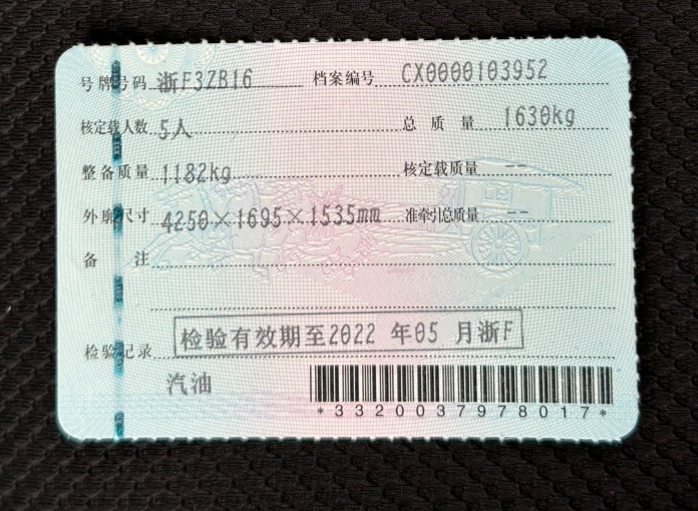 号牌号码 浙F3ZB16 档案编号 CX0000103952
核定载人数 5人 总质量 1630kg
整备质量 1182kg 核定载质量 --
外廓尺寸 4250×1695×1535mm 准牵引总质量 --
备注
检验记录 检验有效期至2022 年05 月浙F
汽油
*3320037978017*